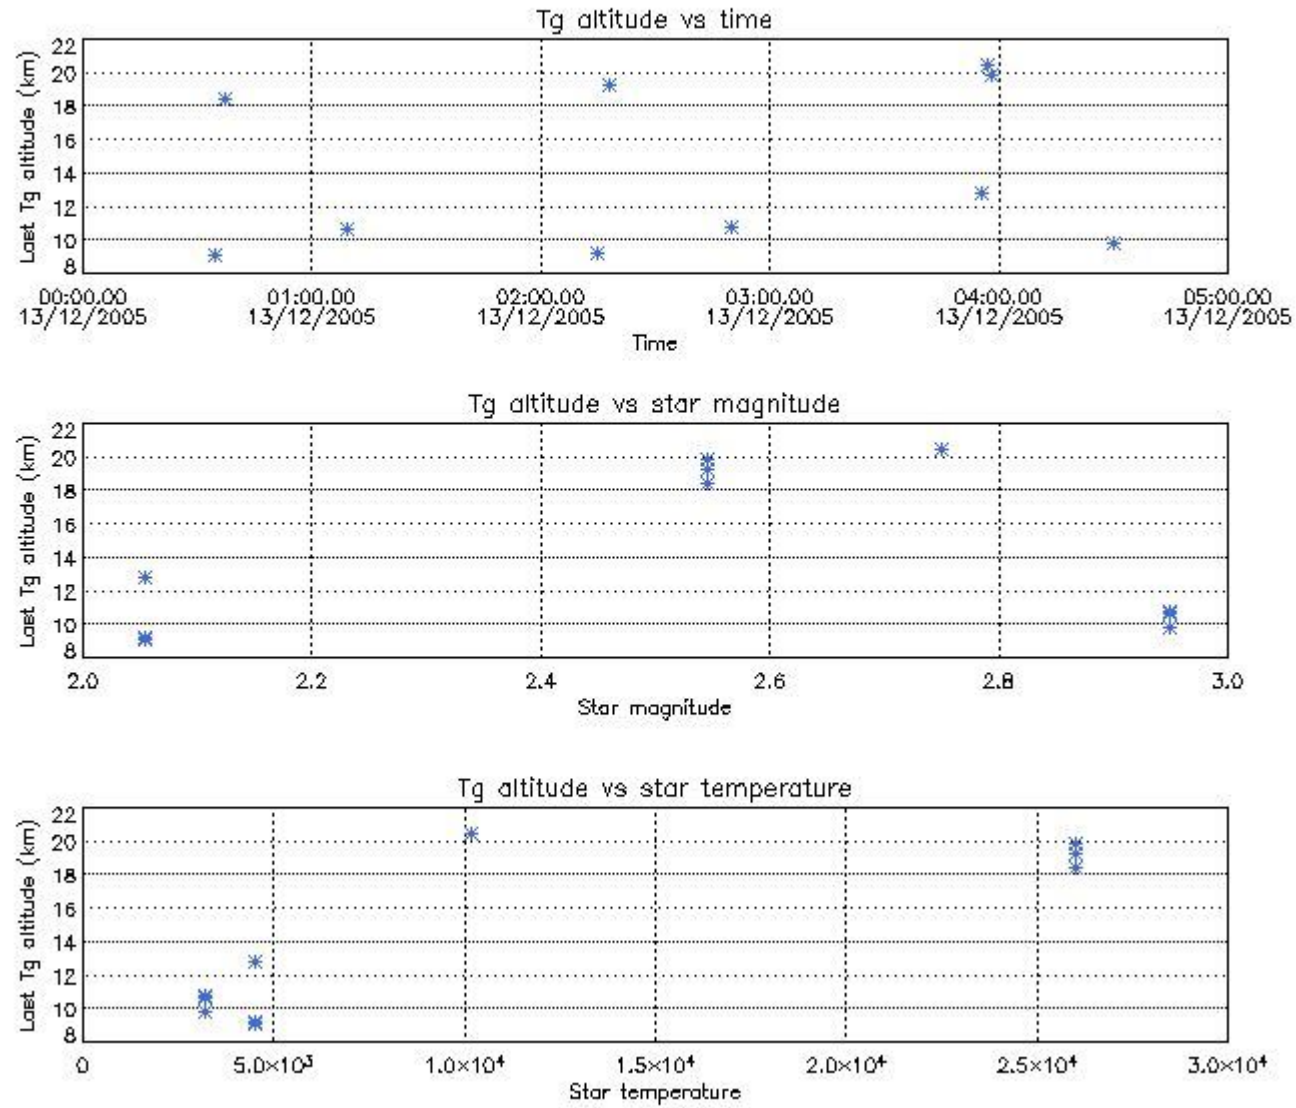 Tg altitude vs time
Last Tg altitude (km)
22
20
18
16
14
12
10
8
00:00.00 01:00.00 02:00.00 03:00.00 04:00.00 05:00.00
13/12/2005 13/12/2005 13/12/2005 13/12/2005 13/12/2005 13/12/2005
Time
Tg altitude vs star magnitude
Last Tg altitude (km)
22
20
18
16
14
12
10
8
2.0 2.2 2.4 2.6 2.8 3.0
Star magnitude
Tg altitude vs star temperature
Last Tg altitude (km)
22
20
18
16
14
12
10
8
0 5.0×10³ 1.0×10⁴ 1.5×10⁴ 2.0×10⁴ 2.5×10⁴ 3.0×10⁴
Star temperature